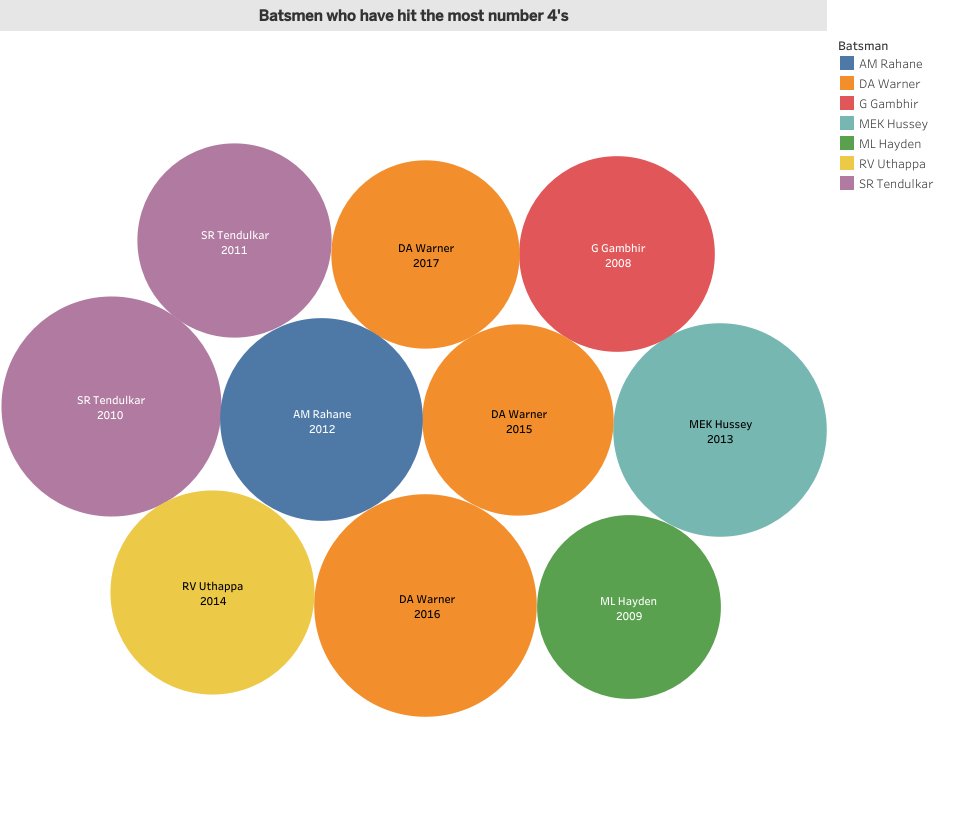 Batsmen who have hit the most number 4's
Batsman
AM Rahane
DA Warner
G Gambhir
MEK Hussey
ML Hayden
RV Uthappa
SR Tendulkar
SR Tendulkar
2011
DA Warner
2017
G Gambhir
2008
SR Tendulkar
2010
AM Rahane
2012
DA Warner
2015
MEK Hussey
2013
RV Uthappa
2014
DA Warner
2016
ML Hayden
2009